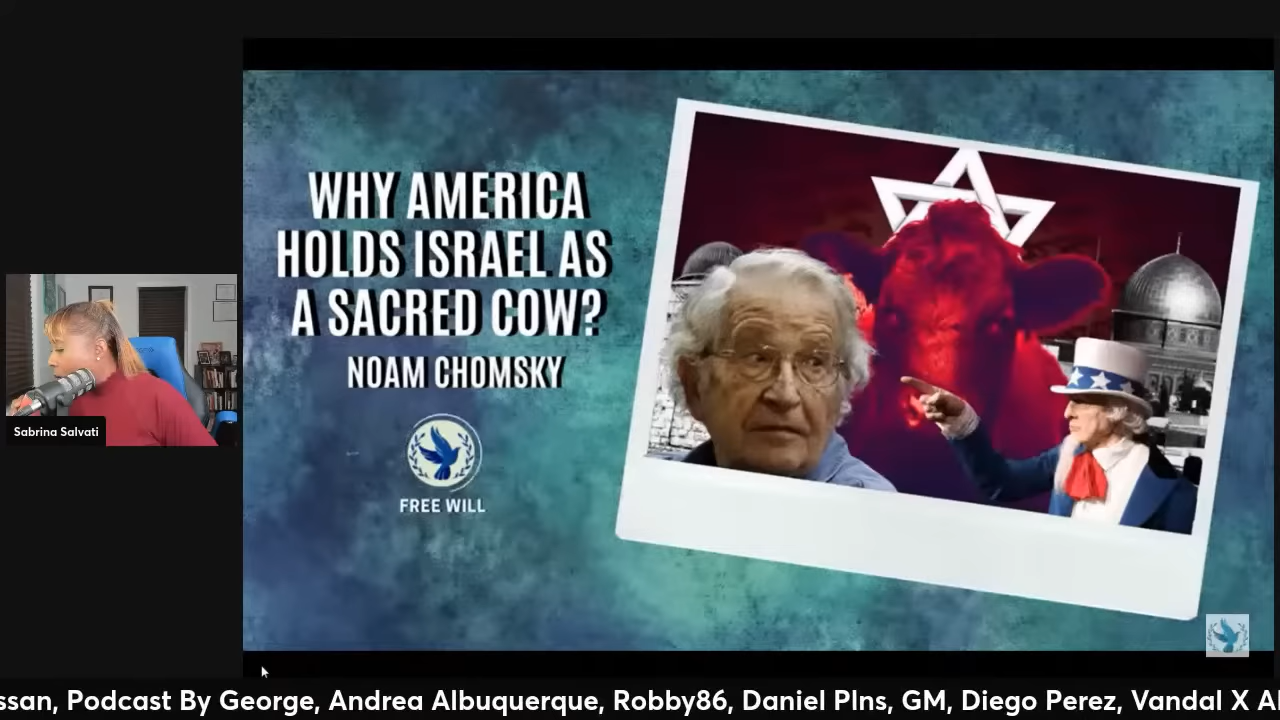 WHY AMERICA
HOLDS ISRAEL AS
A SACRED COW?
NOAM CHOMSKY
FREE WILL
Sabrina Salvati
ssan, Podcast By George, Andrea Albuquerque, Robby86, Daniel Plns, GM, Diego Perez, Vandal X Al